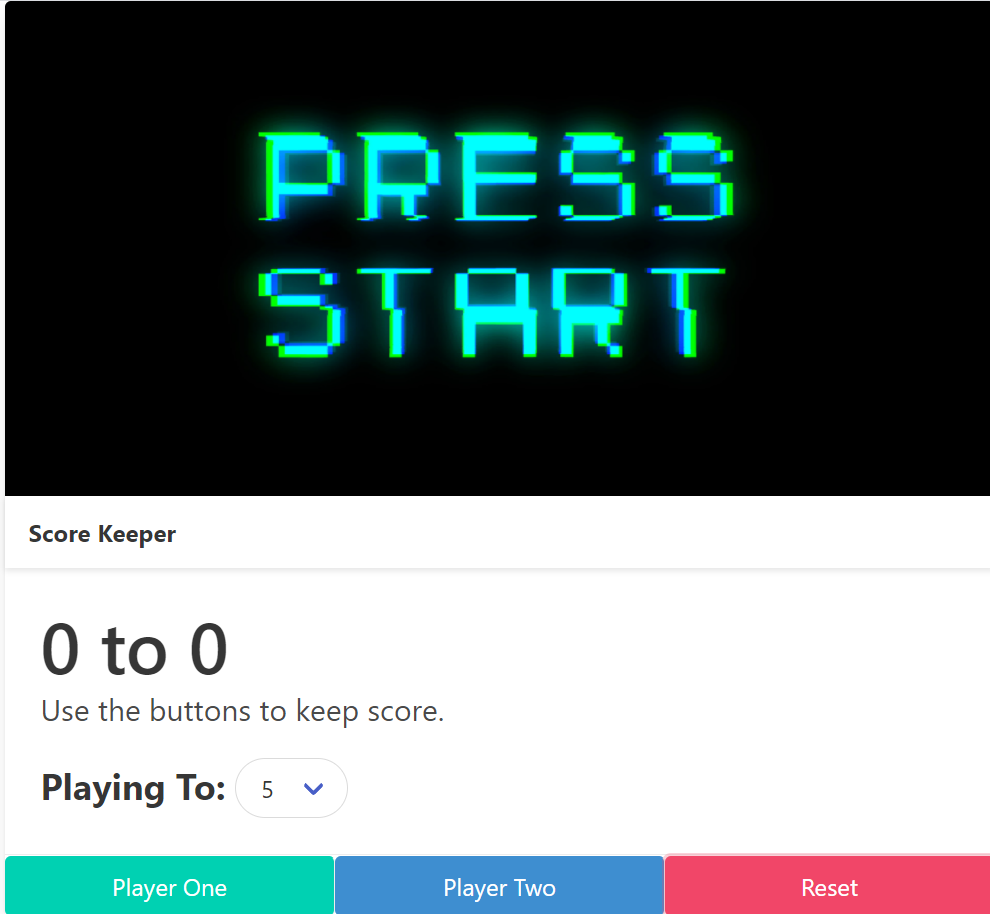 PRESS
START
Score Keeper
0 to 0
Use the buttons to keep score.
Playing To: 5
Player One Player Two Reset